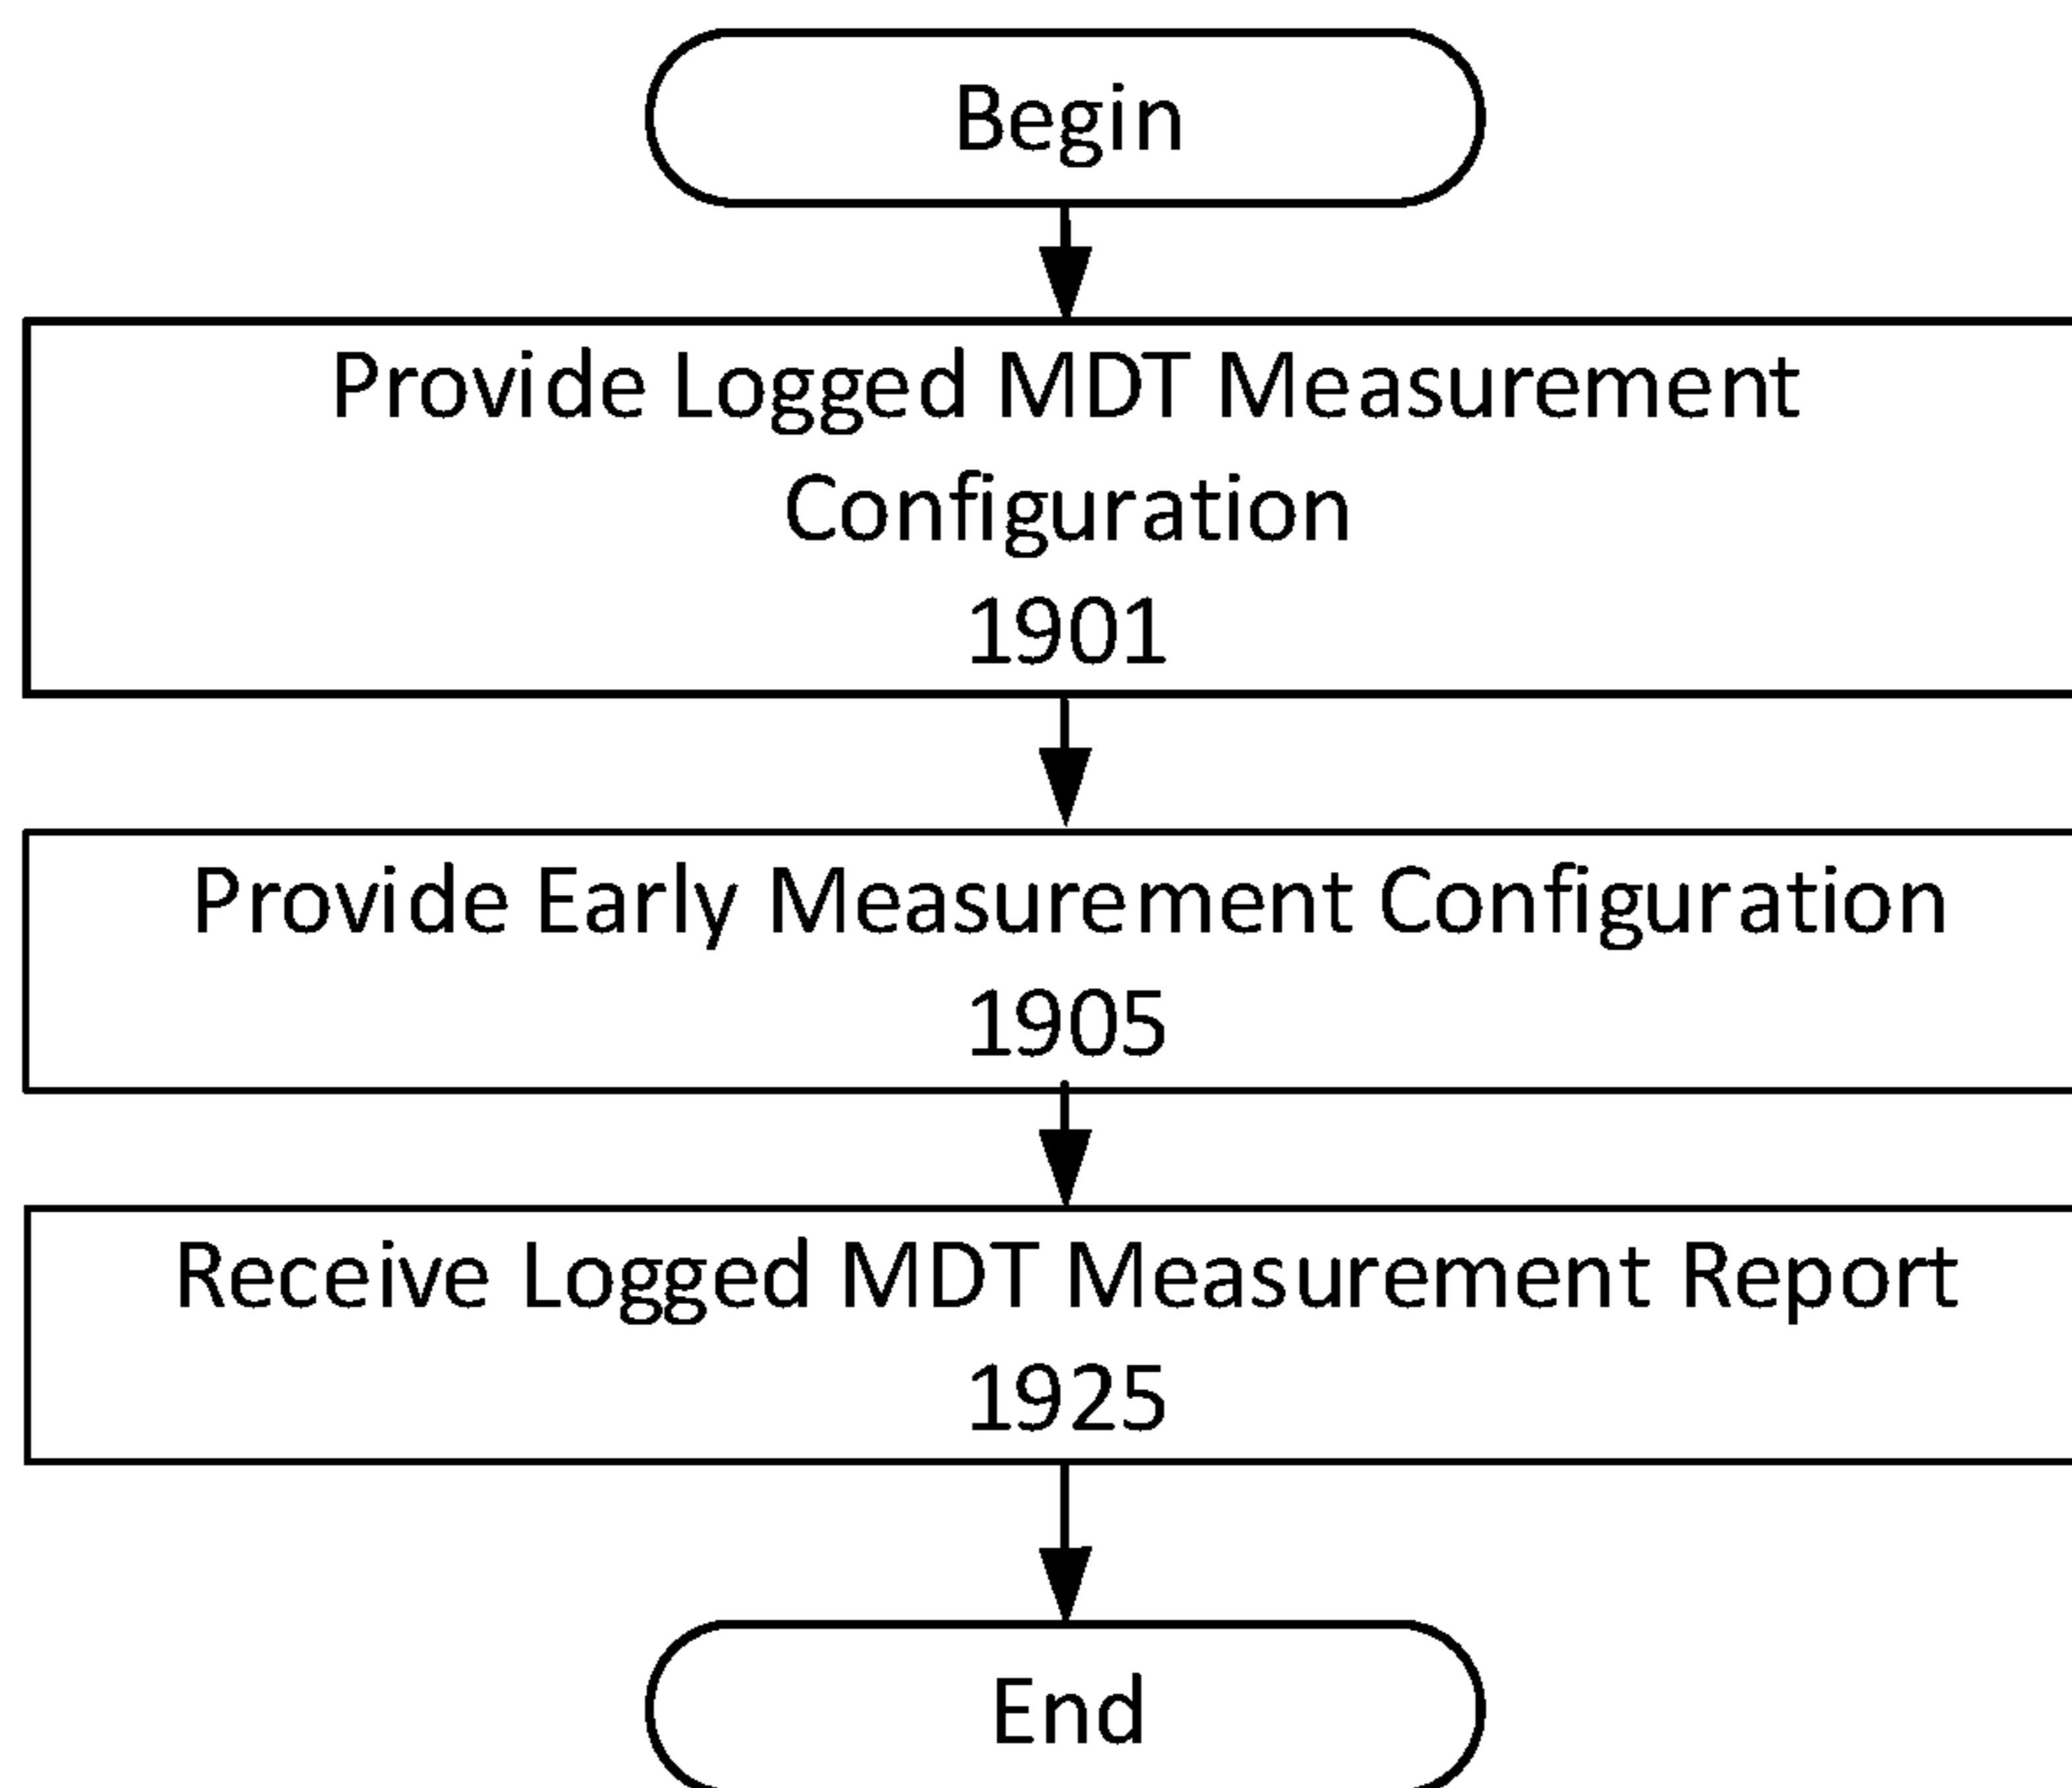 Begin
Provide Logged MDT Measurement
Configuration
1901
Provide Early Measurement Configuration
1905
Receive Logged MDT Measurement Report
1925
End